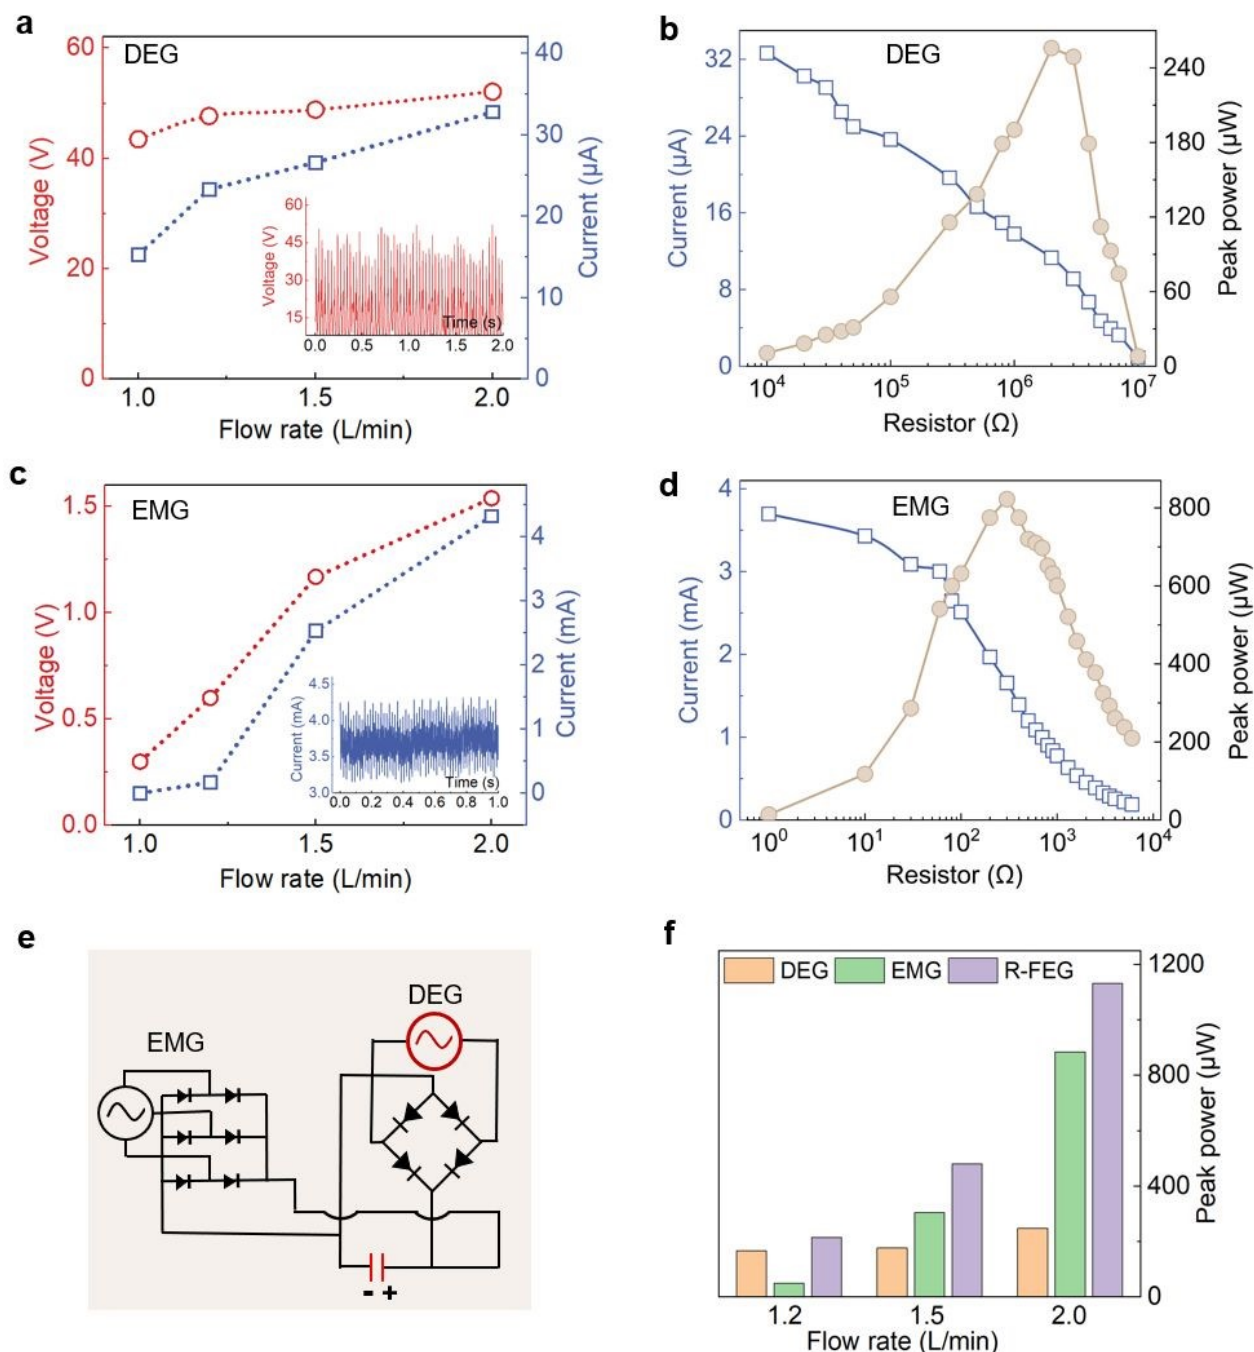 a
DEG
60
40
20
0
Voltage (V)
40
30
20
10
0
Current (μA)
1.0
1.5
2.0
Flow rate (L/min)
60
45
30
15
Voltage (V)
Time (s)
0.0 0.5 1.0 1.5 2.0
b
DEG
32
24
16
8
0
Current (μA)
240
180
120
60
0
Peak power (μW)
10⁴ 10⁵ 10⁶ 10⁷
Resistor (Ω)
c
EMG
1.5
1.0
0.5
0.0
Voltage (V)
4
3
2
1
0
Current (mA)
1.0
1.5
2.0
Flow rate (L/min)
4.5
4.0
3.5
3.0
Current (mA)
Time (s)
0.0 0.2 0.4 0.6 0.8 1.0
d
EMG
4
3
2
1
0
Current (mA)
800
600
400
200
0
Peak power (μW)
10⁰ 10¹ 10² 10³ 10⁴
Resistor (Ω)
e
DEG
EMG
- +
f
DEG EMG R-FEG
1200
800
400
0
Peak power (μW)
1.2 1.5 2.0
Flow rate (L/min)